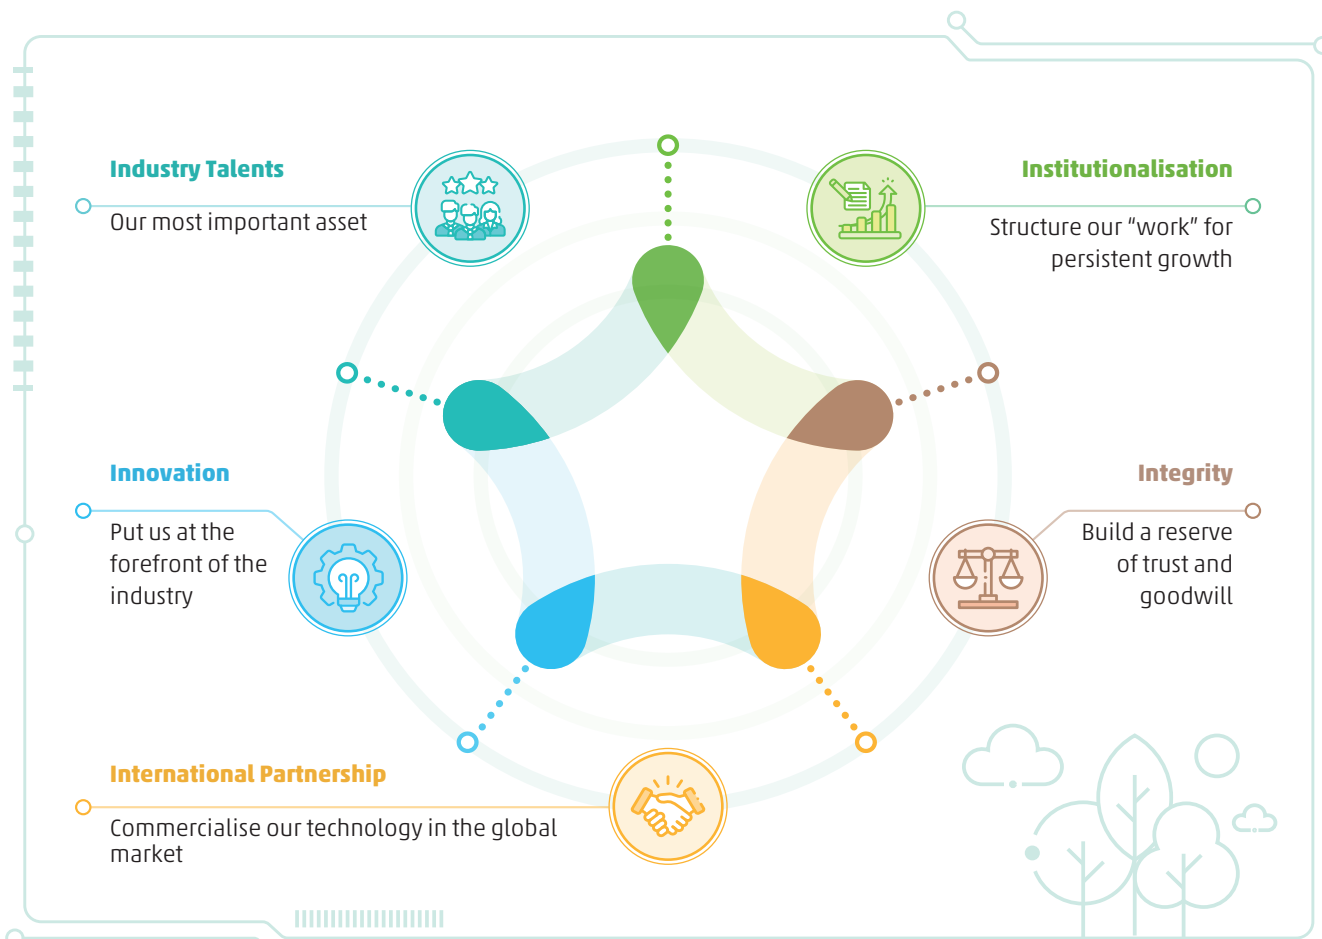 Industry Talents
Our most important asset
Institutionalisation
Structure our “work” for
persistent growth
Innovation
Put us at the
forefront of the
industry
Integrity
Build a reserve
of trust and
goodwill
International Partnership
Commercialise our technology in the global
market